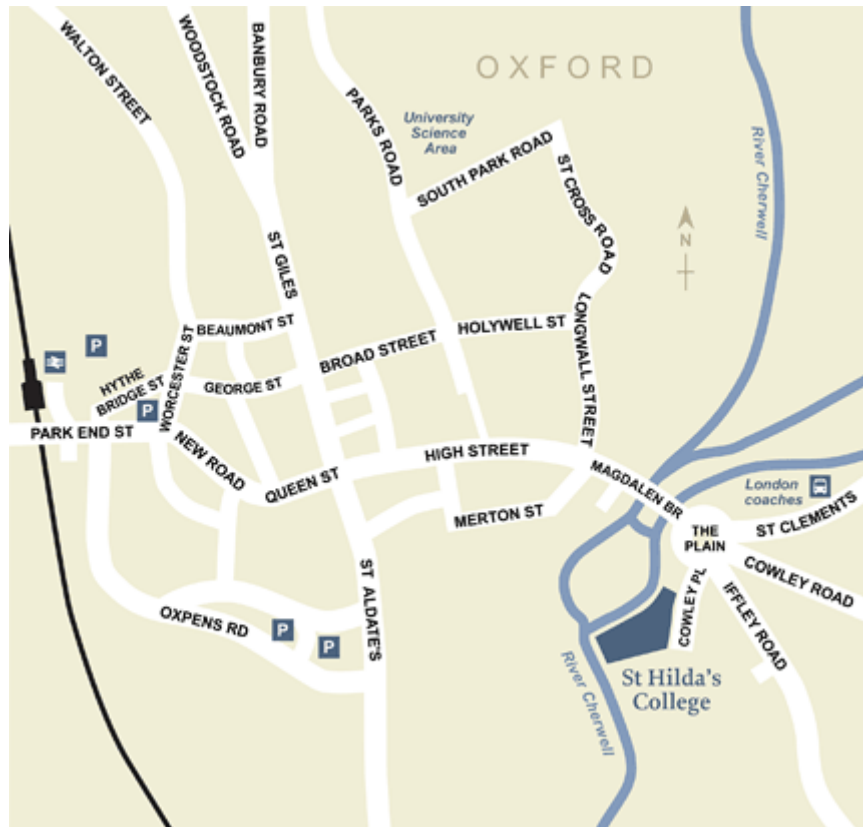 WALTON STREET
WOODSTOCK ROAD
BANBURY ROAD
OXFORD
PARKS ROAD
University
Science
Area
SOUTH PARK ROAD
ST CROSS ROAD
River Cherwell
N
ST GILES
BEAUMONT ST
WORCESTER ST
HYTHE
BRIDGE ST
GEORGE ST
BROAD STREET
HOLYWELL ST
LONGWALL STREET
P
P
PARK END ST
NEW ROAD
QUEEN ST
HIGH STREET
MAGDALEN BR
London
coaches
MERTON ST
THE
PLAIN
ST CLEMENTS
COWLEY ROAD
COWLEY PL
IFFLEY ROAD
ST ALDATE'S
OXPENS RD
P
P
St Hilda's
College
River Cherwell